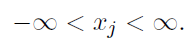 −∞ < x_j < ∞.